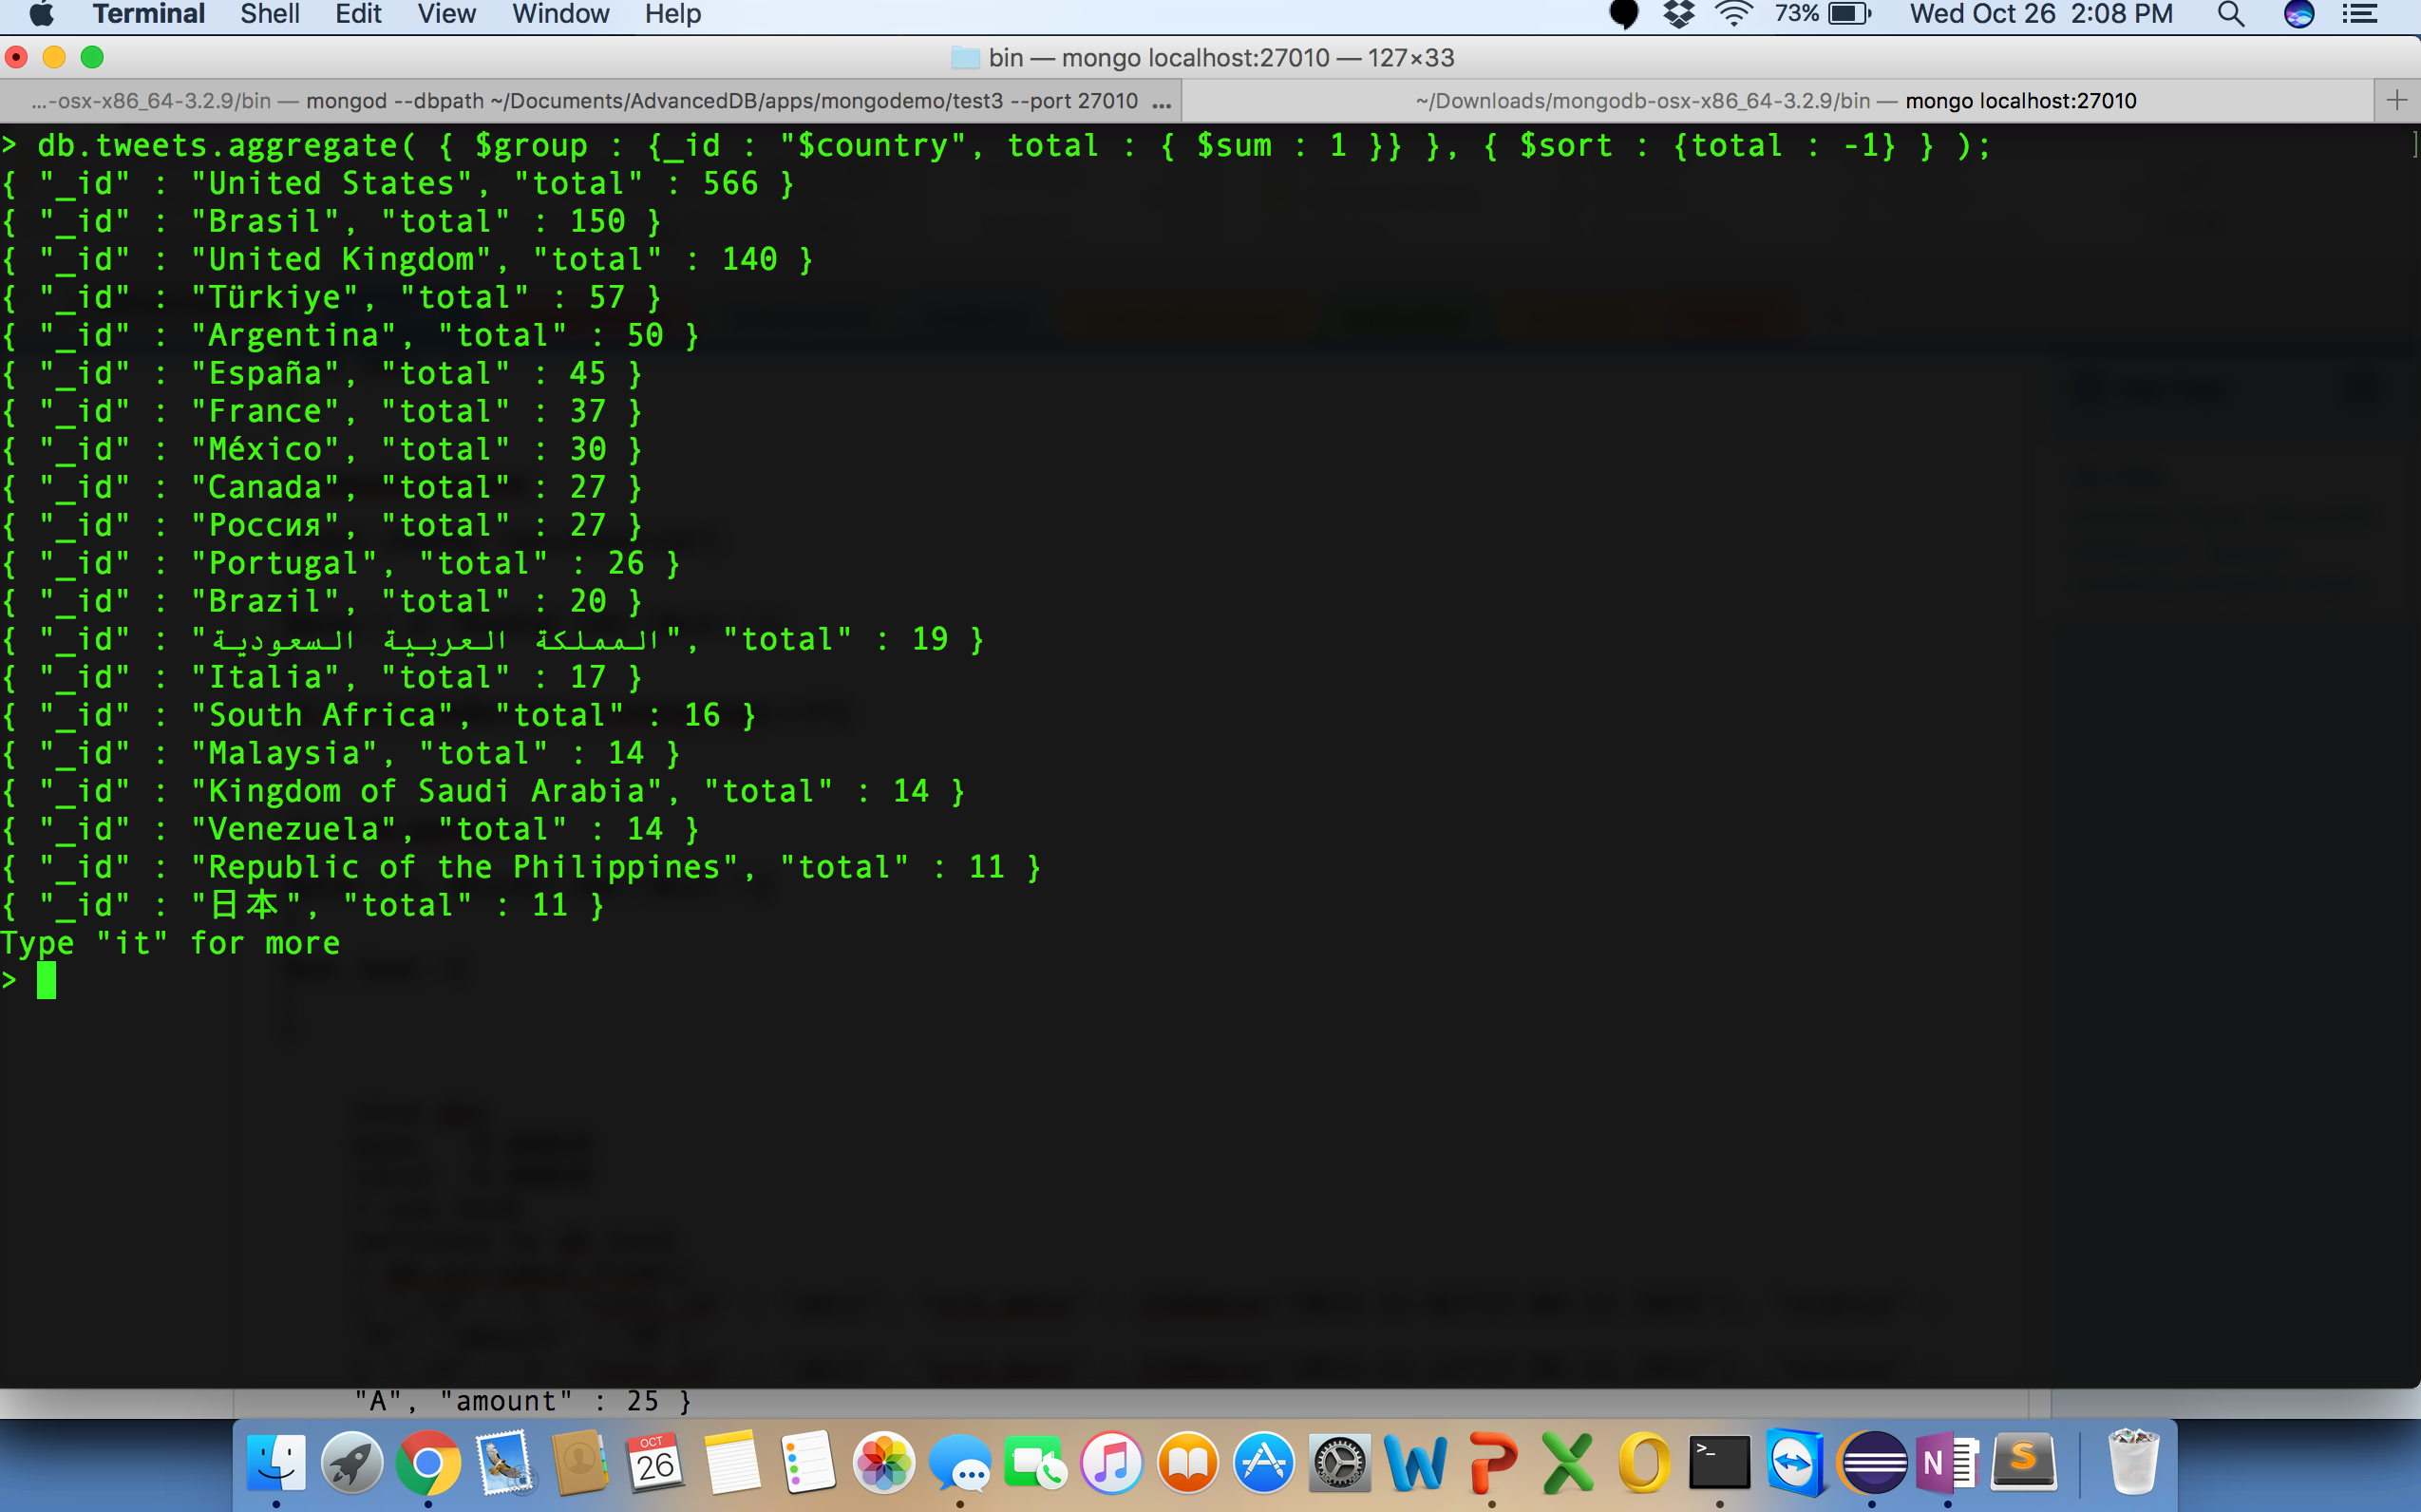 Terminal Shell Edit View Window Help 73% Wed Oct 26 2:08 PM
bin — mongo localhost:27010 — 127×33
...-osx-x86_64-3.2.9/bin — mongod --dbpath ~/Documents/AdvancedDB/apps/mongodemo/test3 --port 27010 ... ~/Downloads/mongodb-osx-x86_64-3.2.9/bin — mongo localhost:27010
> db.tweets.aggregate( { $group : {_id : "$country", total : { $sum : 1 }} }, { $sort : {total : -1} } );
{ "_id" : "United States", "total" : 566 }
{ "_id" : "Brasil", "total" : 150 }
{ "_id" : "United Kingdom", "total" : 140 }
{ "_id" : "Türkiye", "total" : 57 }
{ "_id" : "Argentina", "total" : 50 }
{ "_id" : "España", "total" : 45 }
{ "_id" : "France", "total" : 37 }
{ "_id" : "México", "total" : 30 }
{ "_id" : "Canada", "total" : 27 }
{ "_id" : "Россия", "total" : 27 }
{ "_id" : "Portugal", "total" : 26 }
{ "_id" : "Brazil", "total" : 20 }
{ "_id" : "المملكة العربية السعودية", "total" : 19 }
{ "_id" : "Italia", "total" : 17 }
{ "_id" : "South Africa", "total" : 16 }
{ "_id" : "Malaysia", "total" : 14 }
{ "_id" : "Kingdom of Saudi Arabia", "total" : 14 }
{ "_id" : "Venezuela", "total" : 14 }
{ "_id" : "Republic of the Philippines", "total" : 11 }
{ "_id" : "日本", "total" : 11 }
Type "it" for more
>
"A", "amount" : 25 }
OCT
26